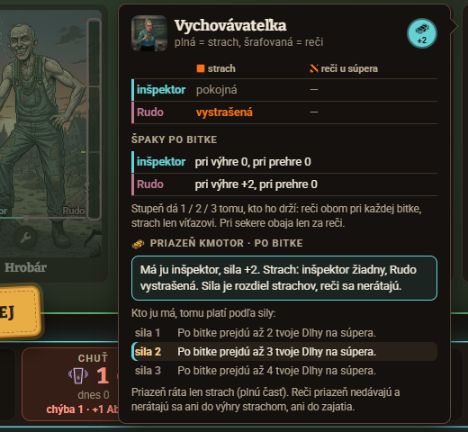 Vychovávateľka
plná = strach, šrafovaná = reči
+2
strach reči u súpera
inšpektor pokojná —
Rudo vystrašená —
ŠPAKY PO BITKE
inšpektor pri výhre 0, pri prehre 0
Rudo pri výhre +2, pri prehre 0
Stupeň dá 1 / 2 / 3 tomu, kto ho drží: reči obom pri každej bitke,
strach len víťazovi. Pri sekere obaja len za reči.
PRIAZEŇ KMOTOR · PO BITKE
Má ju inšpektor, sila +2. Strach: inšpektor žiadny, Rudo
vystrašená. Sila je rozdiel strachov, reči sa nerátajú.
Kto ju má, tomu platí podľa sily:
sila 1 Po bitke prejdú až 2 tvoje Dlhy na súpera.
sila 2 Po bitke prejdú až 3 tvoje Dlhy na súpera.
sila 3 Po bitke prejdú až 4 tvoje Dlhy na súpera.
Priazeň ráta len strach (plnú časť). Reči priazeň nedávajú a
nerátajú sa ani do výhry strachom, ani do zajatia.
Rudo
Hrobár
EJ
CHUŤ
1
dnes 0
chýba 1 · +1